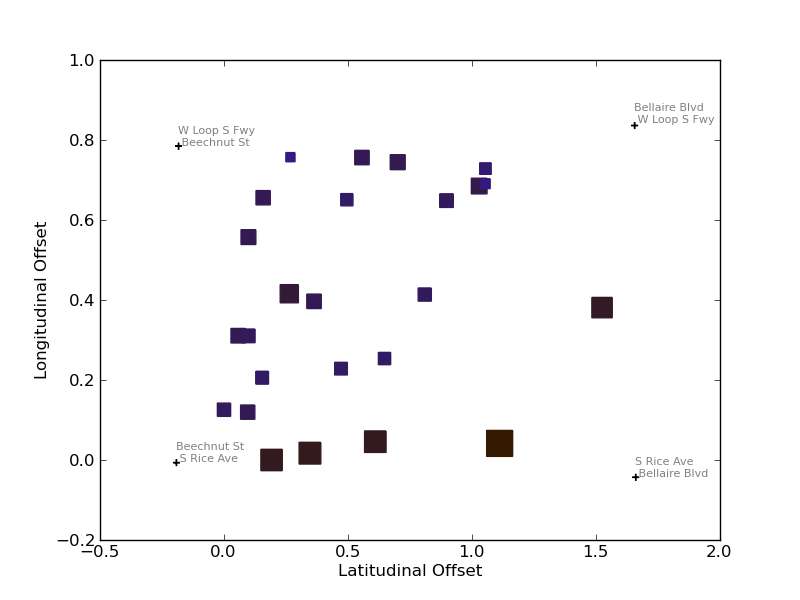 1.0
Bellaire Blvd
W Loop S Fwy
W Loop S Fwy
Beechnut St
0.8
0.6
Longitudinal Offset
0.4
0.2
Beechnut St
S Rice Ave
S Rice Ave
Bellaire Blvd
0.0
−0.2
−0.5 0.0 0.5 1.0 1.5 2.0
Latitudinal Offset